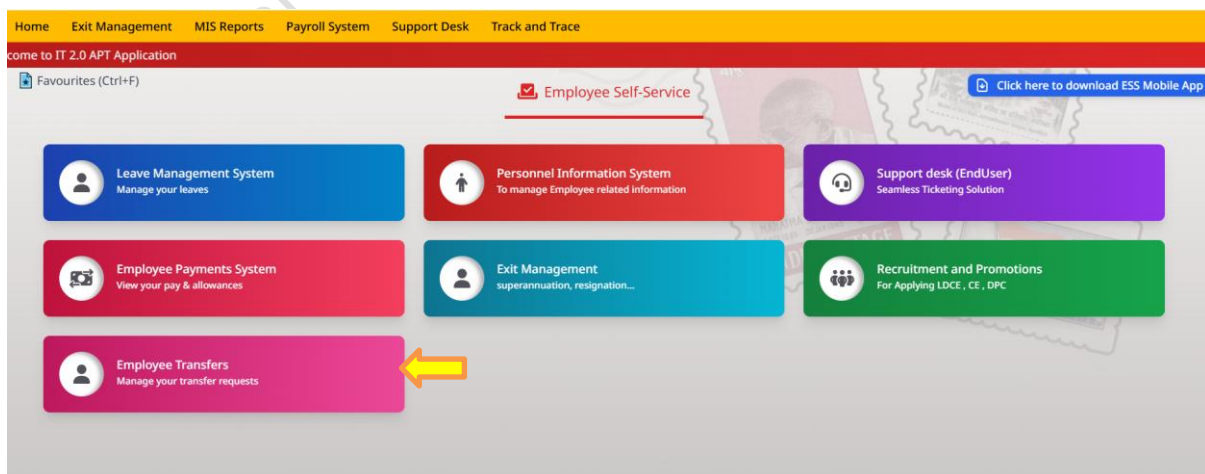 Home Exit Management MIS Reports Payroll System Support Desk Track and Trace
come to IT 2.0 APT Application
Favourites (Ctrl+F)
Employee Self-Service
Click here to download ESS Mobile App
Leave Management System
Manage your leaves
Personnel Information System
To manage Employee related information
Support desk (EndUser)
Seamless Ticketing Solution
Employee Payments System
View your pay & allowances
Exit Management
superannuation, resignation...
Recruitment and Promotions
For Applying LDCE , CE , DPC
Employee Transfers
Manage your transfer requests